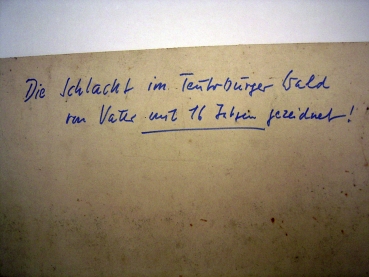 Die Schlacht im Teutoburger Wald
von Vater mit 16 Jahren gezeichnet!